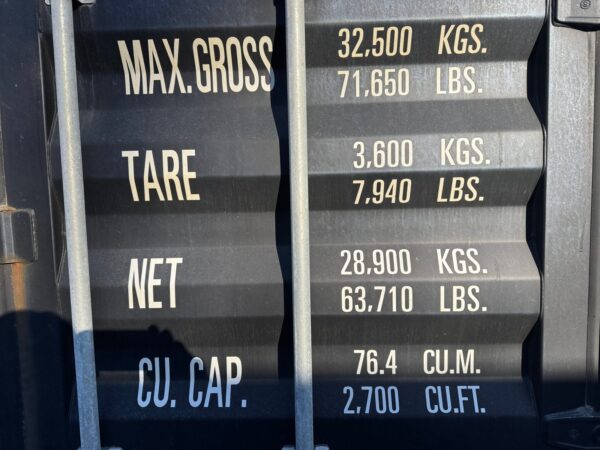 MAX. GROSS 32,500 KGS.
71,650 LBS.
TARE 3,600 KGS.
7,940 LBS.
NET 28,900 KGS.
63,710 LBS.
CU. CAP. 76.4 CU.M.
2,700 CU.FT.